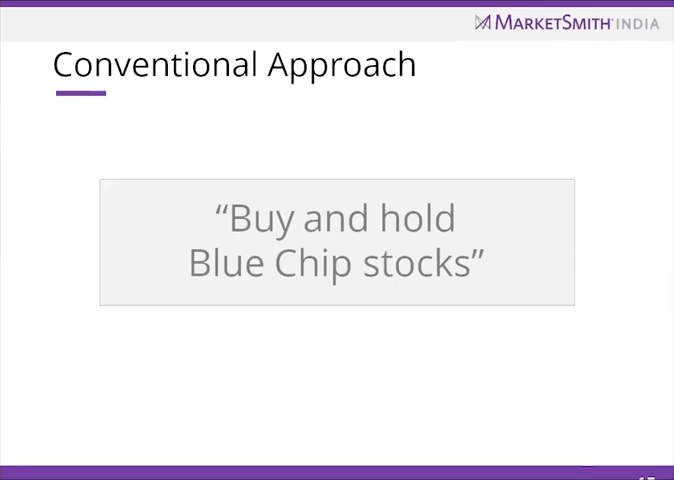 MARKETSMITH INDIA
Conventional Approach
“Buy and hold
Blue Chip stocks”